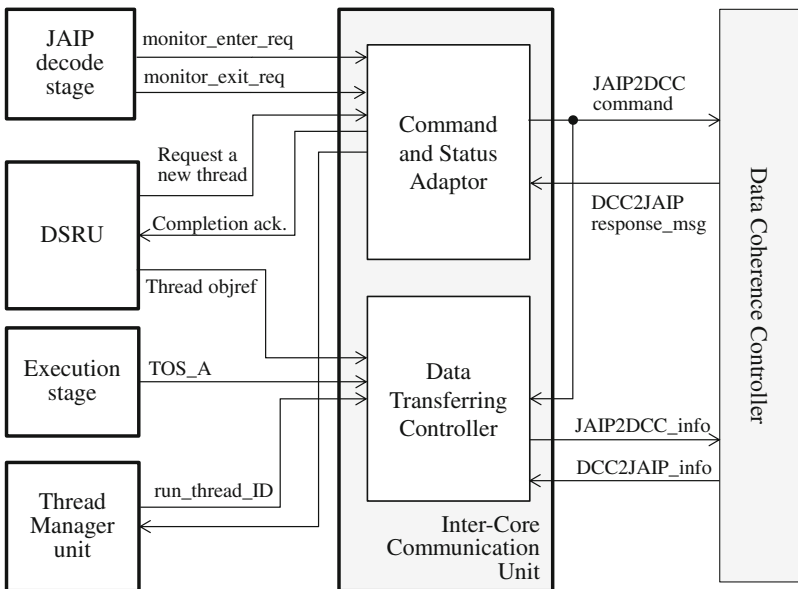 JAIP
decode
stage
monitor_enter_req
monitor_exit_req
Request a
new thread
DSRU
Completion ack.
Thread objref
Execution
stage
TOS_A
Thread
Manager
unit
run_thread_ID
Command
and Status
Adaptor
Data
Transferring
Controller
Inter-Core
Communication
Unit
JAIP2DCC
command
DCC2JAIP
response_msg
JAIP2DCC_info
DCC2JAIP_info
Data Coherence Controller